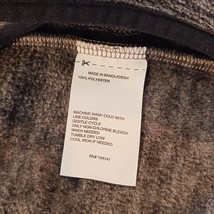 MADE IN BANGLADESH
100% POLYESTER
MACHINE WASH COLD WITH
LIKE COLORS
GENTLE CYCLE
ONLY NON-CHLORINE BLEACH
WHEN NEEDED
TUMBLE DRY LOW
COOL IRON IF NEEDED